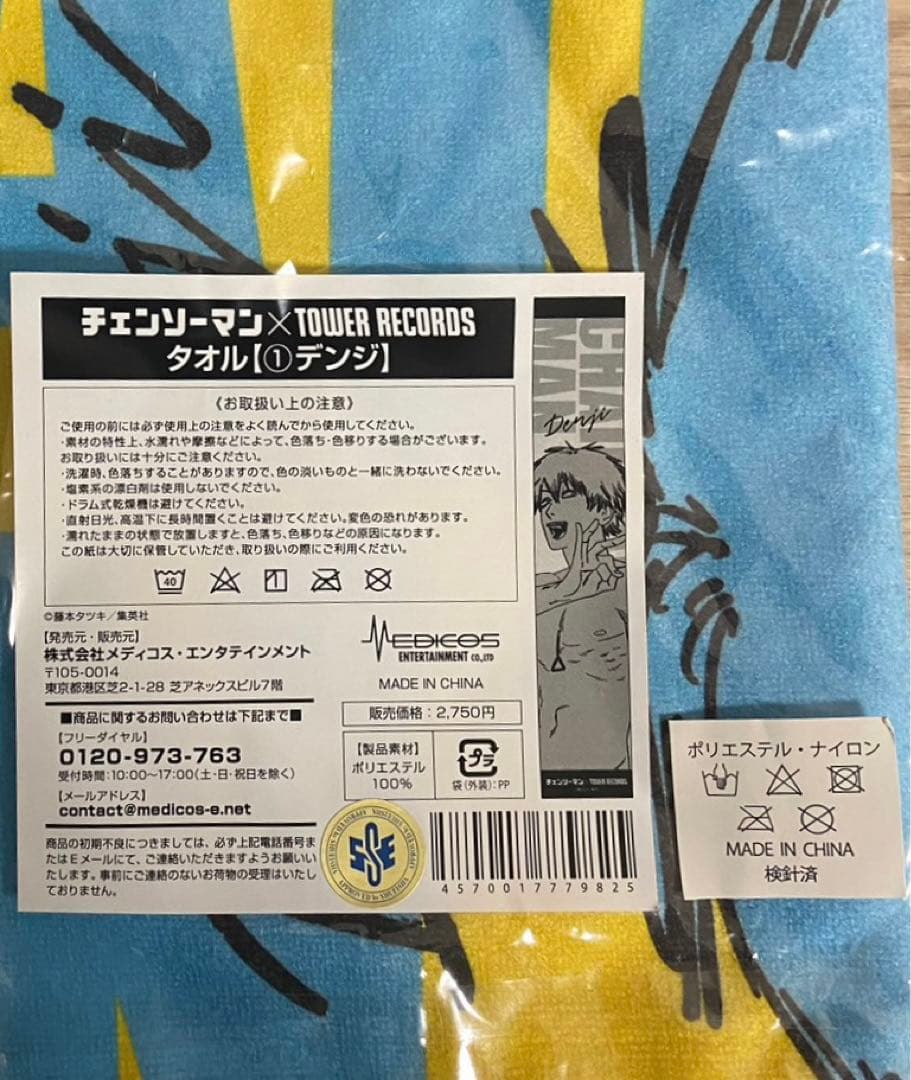 チェンソーマン×TOWER RECORDS
タオル【①デンジ】
《お取扱い上の注意》
ご使用の前には必ず使用上の注意をよく読んでから使用してください。
・素材の特性上、水濡れや摩擦などによって、色落ち・色移りする場合がございます。
お取り扱いには十分にご注意ください。
・洗濯時、色落ちすることがありますので、色の淡いものと一緒に洗わないでください。
・塩素系の漂白剤は使用しないでください。
・ドラム式乾燥機は避けてください。
・直射日光、高温下に長時間置くことは避けてください。変色の恐れがあります。
・濡れたままの状態で放置しますと、色落ち、色移りなどの原因になります。
この紙は大切に保管していただき、取り扱いの際にご利用ください。
40
©藤本タツキ／集英社
【発売元・販売元】
株式会社メディコス・エンタテインメント
〒105-0014
東京都港区芝2-1-28 芝アネックスビル7階
■商品に関するお問い合わせは下記まで■
【フリーダイヤル】
0120-973-763
受付時間：10:00〜17:00（土・日・祝日を除く）
【メールアドレス】
contact@medicos-e.net
商品の初期不良につきましては、必ず上記電話番号ま
たはEメールにて、ご連絡いただきますようお願いい
たします。事前にご連絡のないお荷物の受理はいたし
ておりません。
MEDICOS
ENTERTAINMENT CO.,LTD
MADE IN CHINA
販売価格：2,750円
【製品素材】
ポリエステル
100%
プラ
袋（外装）：PP
4570017779825
CHAI
MAN
Denji
チェンソーマン TOWER RECORDS
ポリエステル・ナイロン
MADE IN CHINA
検針済